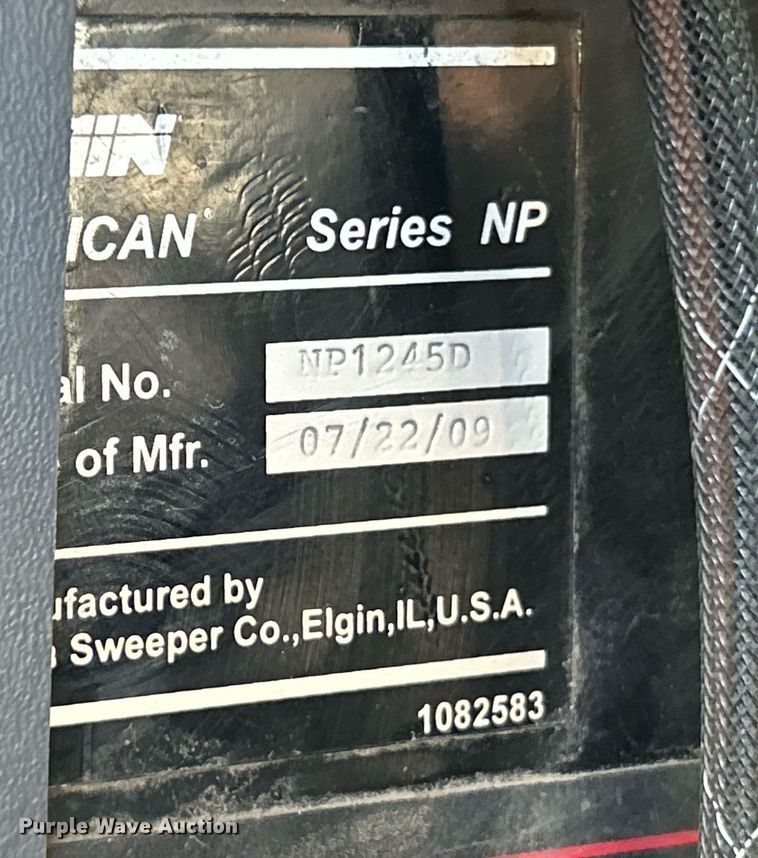 IIN
ICAN® Series NP
al No. NP1245D
of Mfr. 07/22/09
ufactured by
Sweeper Co.,Elgin,IL,U.S.A.
1082583
Purple Wave Auction